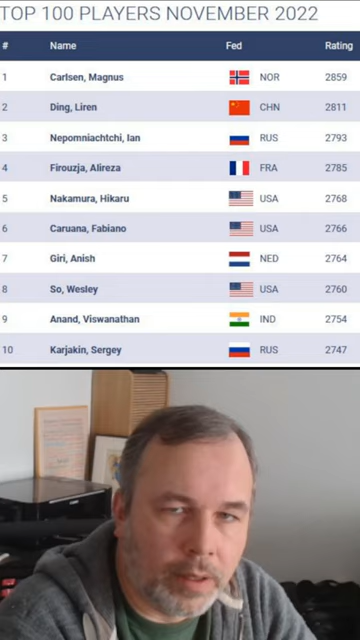 TOP 100 PLAYERS NOVEMBER 2022
# Name Fed Rating
1 Carlsen, Magnus NOR 2859
2 Ding, Liren CHN 2811
3 Nepomniachtchi, Ian RUS 2793
4 Firouzja, Alireza FRA 2785
5 Nakamura, Hikaru USA 2768
6 Caruana, Fabiano USA 2766
7 Giri, Anish NED 2764
8 So, Wesley USA 2760
9 Anand, Viswanathan IND 2754
10 Karjakin, Sergey RUS 2747